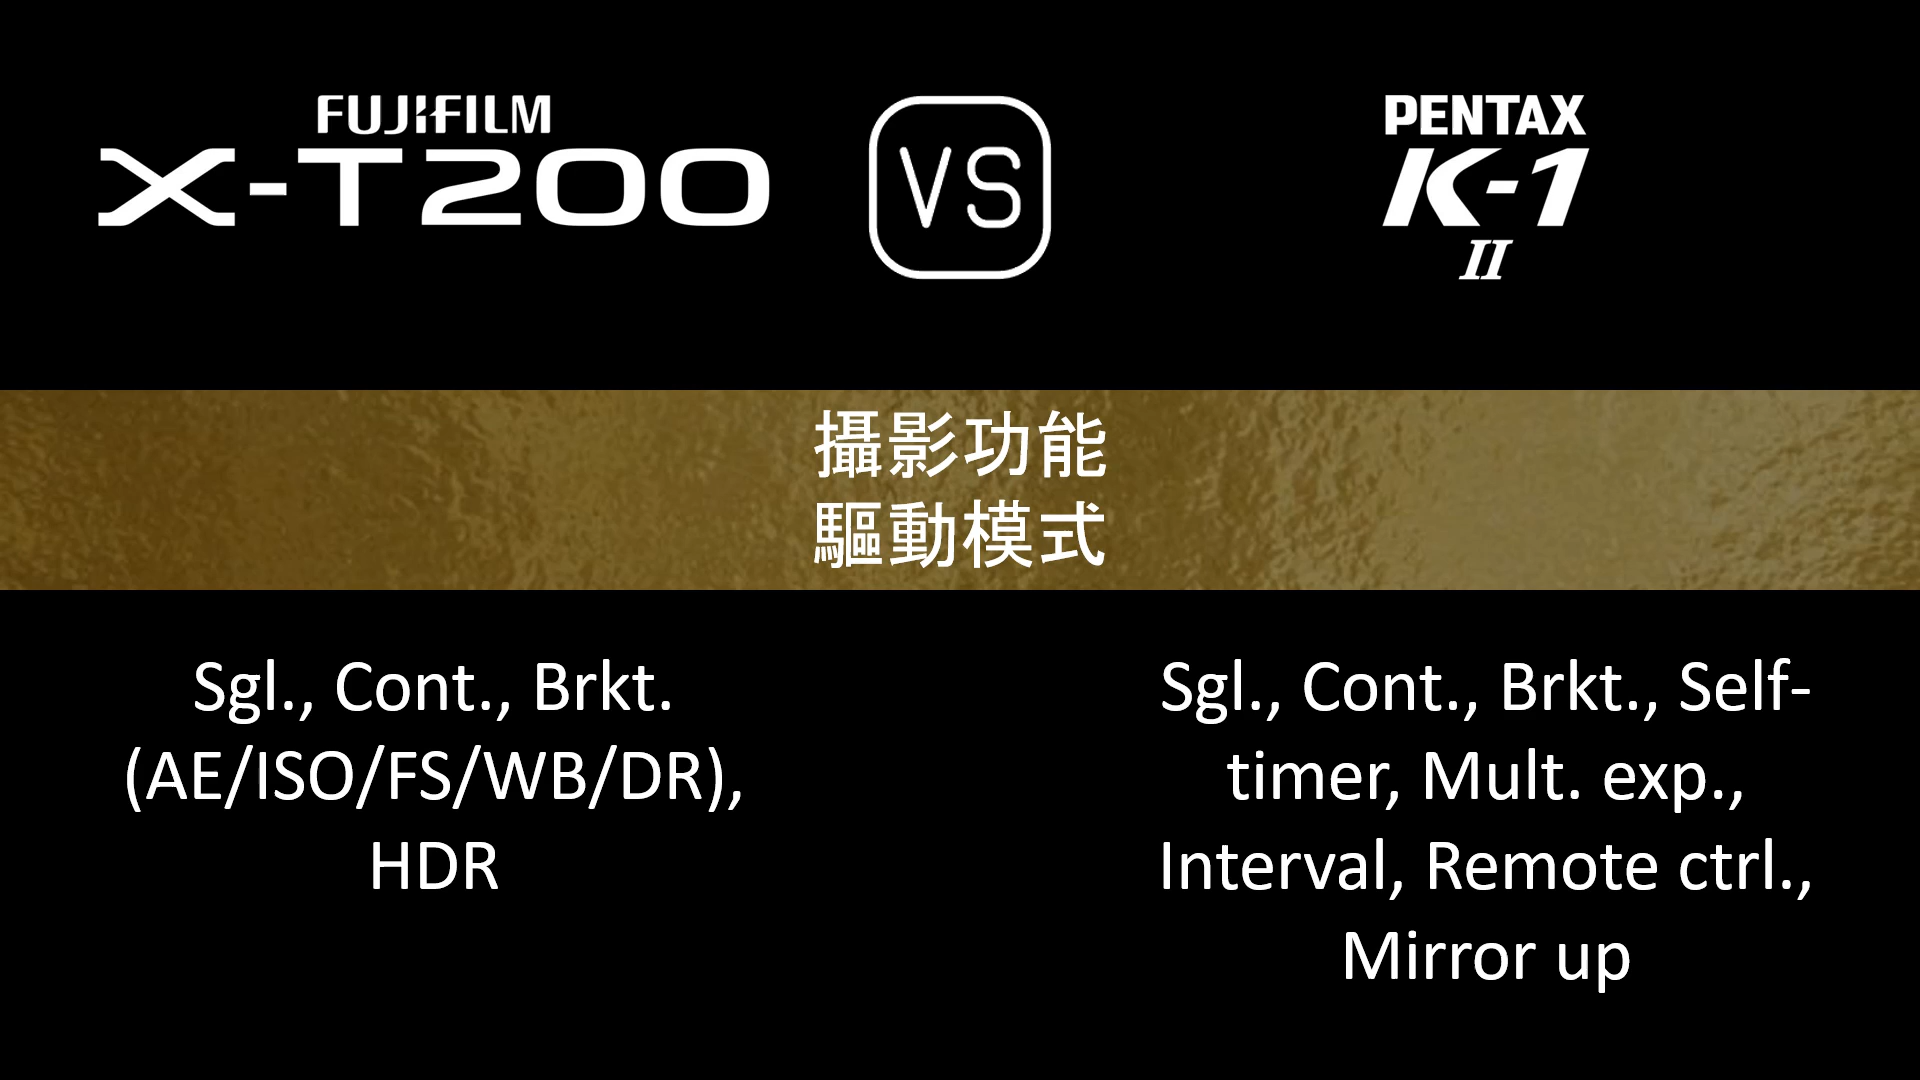 FUJIFILM
X-T200
VS
PENTAX
K-1
II
攝影功能
驅動模式
Sgl., Cont., Brkt.
(AE/ISO/FS/WB/DR),
HDR
Sgl., Cont., Brkt., Self-
timer, Mult. exp.,
Interval, Remote ctrl.,
Mirror up